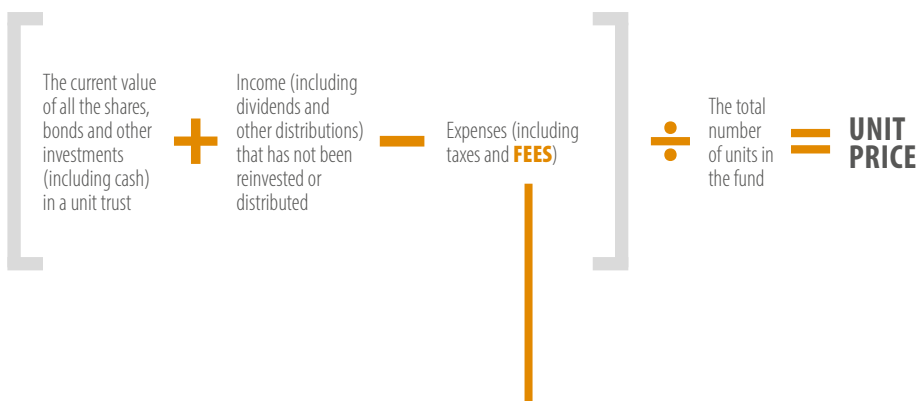 The current value
of all the shares,
bonds and other
investments
(including cash)
in a unit trust
+
Income (including
dividends and
other distributions)
that has not been
reinvested or
distributed
−
Expenses (including
taxes and FEES)
÷
The total
number
of units in
the fund
=
UNIT
PRICE